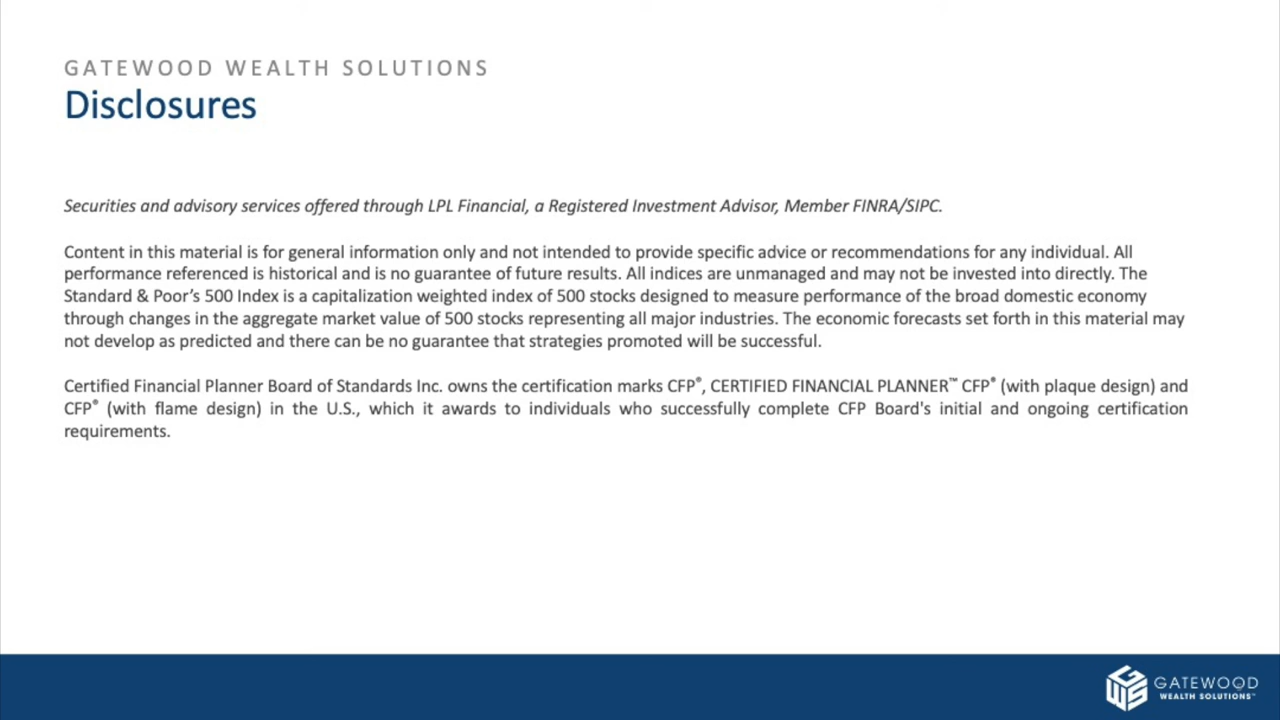 GATEWOOD WEALTH SOLUTIONS
Disclosures
Securities and advisory services offered through LPL Financial, a Registered Investment Advisor, Member FINRA/SIPC.
Content in this material is for general information only and not intended to provide specific advice or recommendations for any individual. All
performance referenced is historical and is no guarantee of future results. All indices are unmanaged and may not be invested into directly. The
Standard & Poor’s 500 Index is a capitalization weighted index of 500 stocks designed to measure performance of the broad domestic economy
through changes in the aggregate market value of 500 stocks representing all major industries. The economic forecasts set forth in this material may
not develop as predicted and there can be no guarantee that strategies promoted will be successful.
Certified Financial Planner Board of Standards Inc. owns the certification marks CFP®, CERTIFIED FINANCIAL PLANNER™ CFP® (with plaque design) and
CFP® (with flame design) in the U.S., which it awards to individuals who successfully complete CFP Board's initial and ongoing certification
requirements.
GATEWOOD
WEALTH SOLUTIONS™